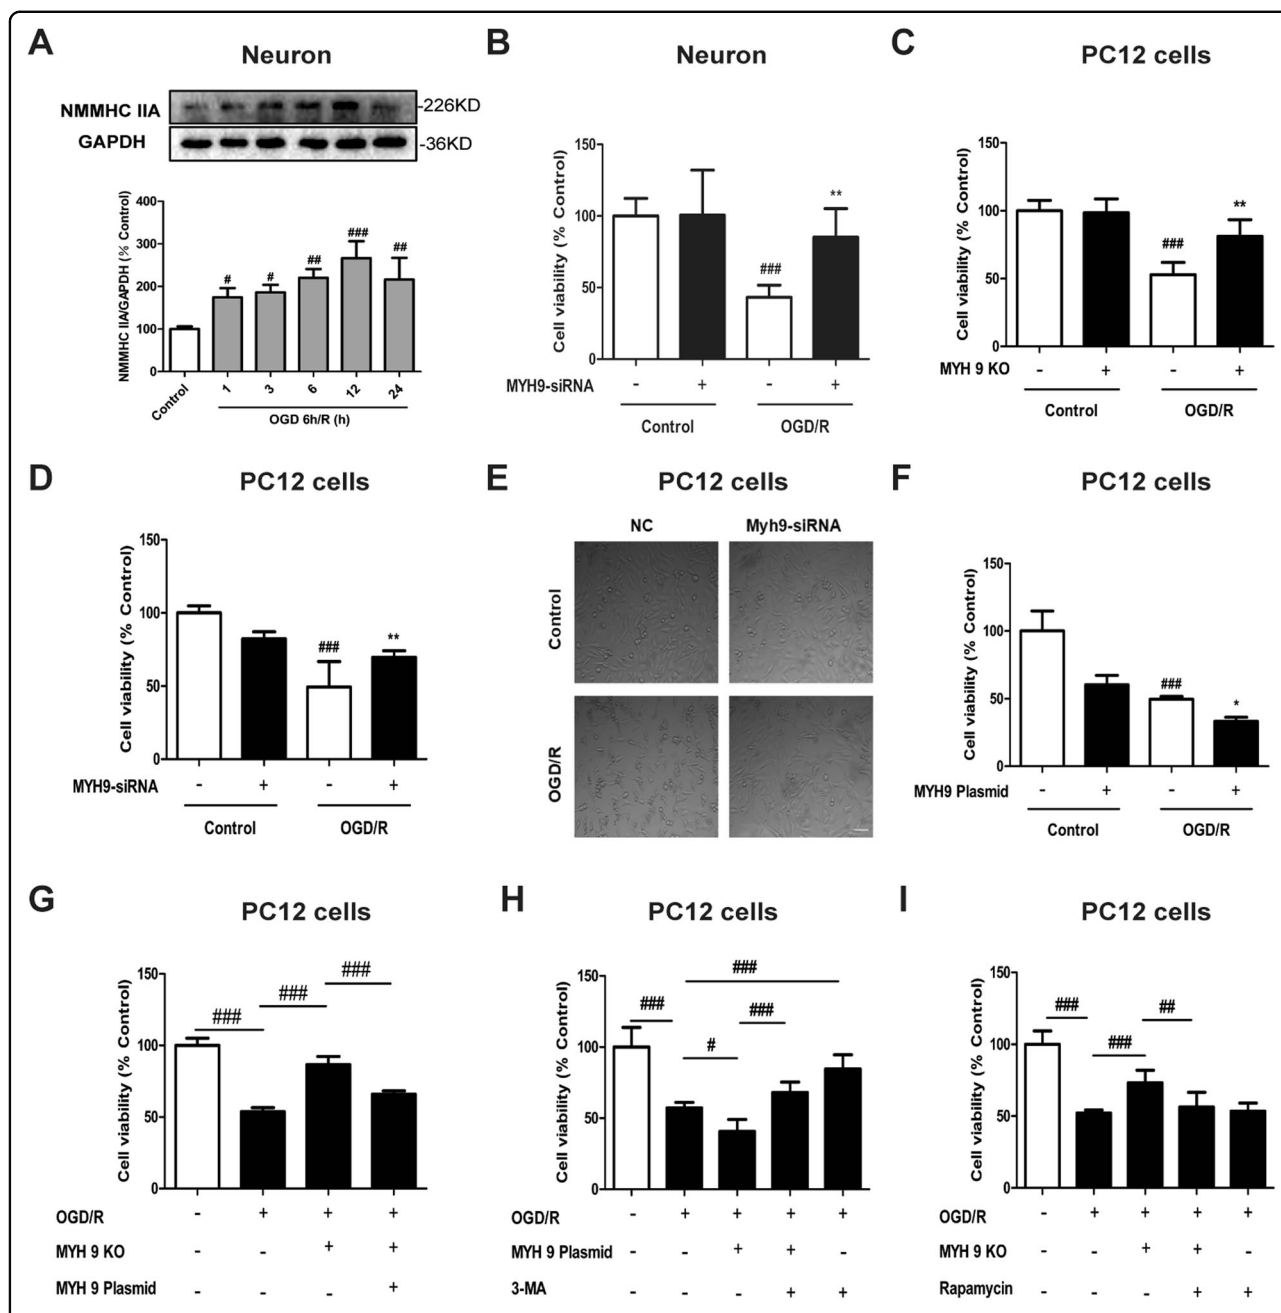 A
Neuron
NMMHC IIA
-226KD
GAPDH
-36KD
NMMHC IIA/GAPDH (% Control)
400
300
200
100
0
#
#
##
###
##
Control
1
3
6
12
24
OGD 6h/R (h)
B
Neuron
Cell viability (% Control)
150
100
50
0
###
**
MYH9-siRNA
- + - +
Control
OGD/R
C
PC12 cells
Cell viability (% Control)
150
100
50
0
###
**
MYH 9 KO
- + - +
Control
OGD/R
D
PC12 cells
Cell viability (% Control)
150
100
50
0
###
**
MYH9-siRNA
- + - +
Control
OGD/R
E
PC12 cells
NC
Myh9-siRNA
Control
OGD/R
F
PC12 cells
Cell viability (% Control)
150
100
50
0
###
*
MYH9 Plasmid
- + - +
Control
OGD/R
G
PC12 cells
Cell viability (% Control)
150
100
50
0
###
###
###
OGD/R - + + +
MYH 9 KO - - + +
MYH 9 Plasmid - - - +
H
PC12 cells
Cell viability (% Control)
150
100
50
0
###
###
#
###
OGD/R - + + + +
MYH 9 Plasmid - - + + -
3-MA - - - + +
I
PC12 cells
Cell viability (% Control)
150
100
50
0
###
###
##
OGD/R - + + + +
MYH 9 KO - - + + -
Rapamycin - - - + +